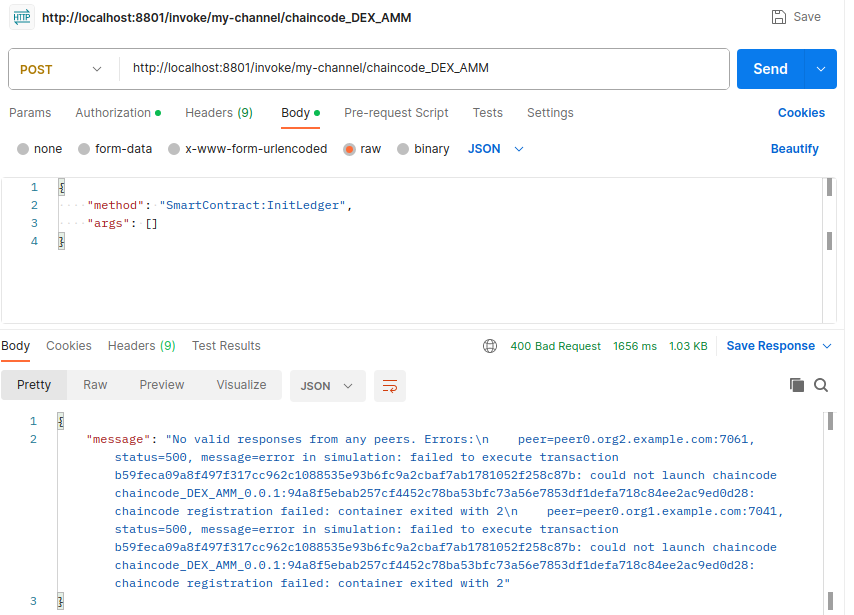 HTTP http://localhost:8801/invoke/my-channel/chaincode_DEX_AMM Save
POST http://localhost:8801/invoke/my-channel/chaincode_DEX_AMM Send
Params Authorization Headers (9) Body Pre-request Script Tests Settings Cookies
none form-data x-www-form-urlencoded raw binary JSON Beautify
1 {
2 "method": "SmartContract:InitLedger",
3 "args": []
4 }
Body Cookies Headers (9) Test Results 400 Bad Request 1656 ms 1.03 KB Save Response
Pretty Raw Preview Visualize JSON
1 {
2 "message": "No valid responses from any peers. Errors:\n    peer=peer0.org2.example.com:7061,
status=500, message=error in simulation: failed to execute transaction
b59feca09a8f497f317cc962c1088535e93b6fc9a2cbaf7ab1781052f258c87b: could not launch chaincode
chaincode_DEX_AMM_0.0.1:94a8f5ebab257cf4452c78ba53bfc73a56e7853df1defa718c84ee2ac9ed0d28:
chaincode registration failed: container exited with 2\n    peer=peer0.org1.example.com:7041,
status=500, message=error in simulation: failed to execute transaction
b59feca09a8f497f317cc962c1088535e93b6fc9a2cbaf7ab1781052f258c87b: could not launch chaincode
chaincode_DEX_AMM_0.0.1:94a8f5ebab257cf4452c78ba53bfc73a56e7853df1defa718c84ee2ac9ed0d28:
chaincode registration failed: container exited with 2"
3 }